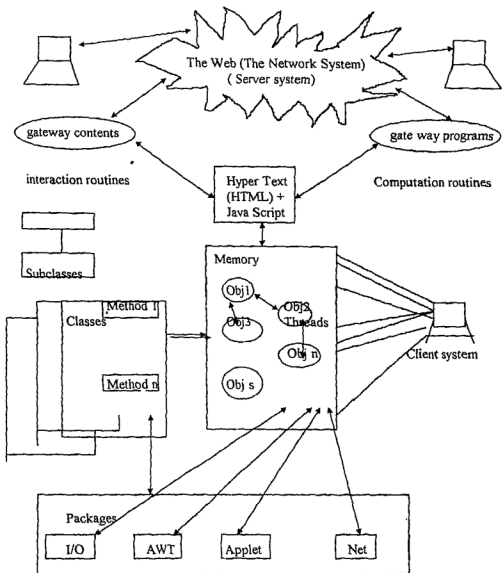 The Web (The Network System)
( Server system)
gateway contents
gate way programs
interaction routines
Hyper Text
(HTML) +
Java Script
Computation routines
Subclasses
Memory
Obj1
Obj2
Threads
Obj3
Obj n
Obj s
Classes
Method 1
Method n
Client system
Packages
I/O
AWT
Applet
Net